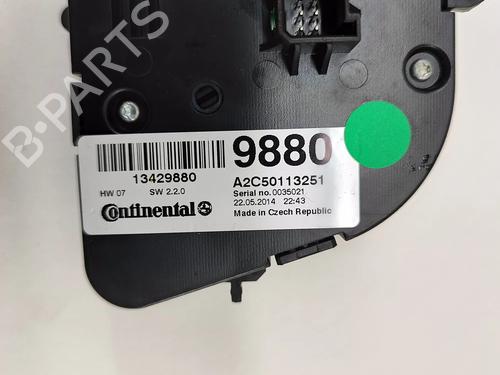 B-PARTS
9880
13429880
HW 07 SW 2.2.0
A2C50113251
Serial no. 0035021
22.05.2014 22:43
Continental
Made in Czech Republic